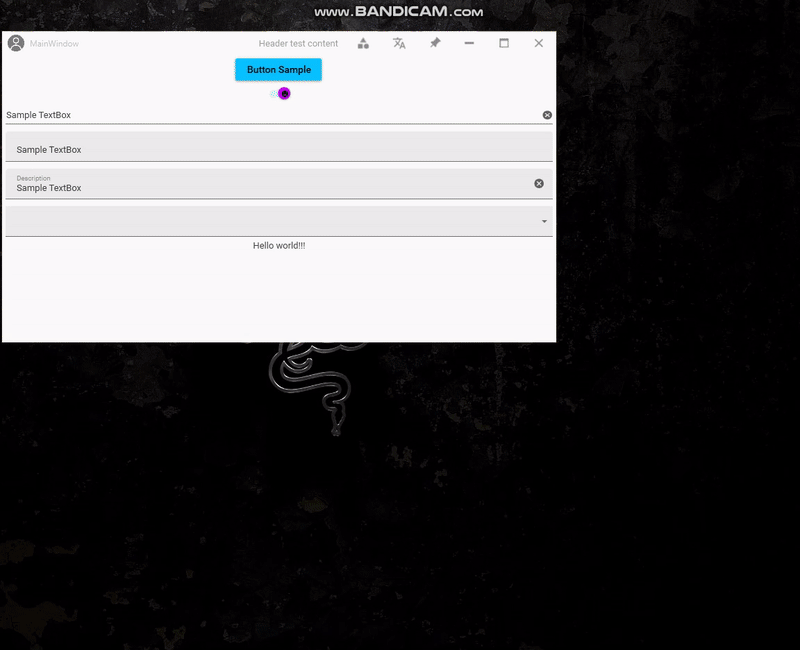 www.BANDICAM.com
MainWindow
Header test content
Button Sample
Sample TextBox
Sample TextBox
Description
Sample TextBox
Hello world!!!